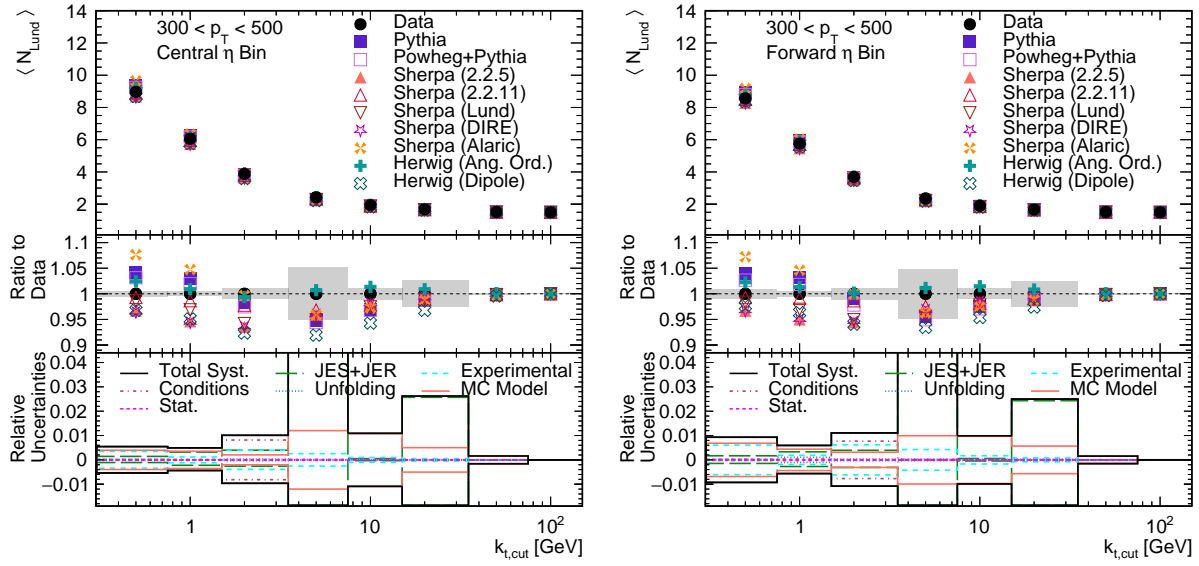 ⟨ N_Lund ⟩
14
12
10
8
6
4
2
300 < p_T < 500
Central η Bin
Data
Pythia
Powheg+Pythia
Sherpa (2.2.5)
Sherpa (2.2.11)
Sherpa (Lund)
Sherpa (DIRE)
Sherpa (Alaric)
Herwig (Ang. Ord.)
Herwig (Dipole)
Ratio to
Data
1.1
1.05
1
0.95
0.9
Relative
Uncertainties
0.04
0.03
0.02
0.01
0
−0.01
Total Syst.
JES+JER
Experimental
Conditions
Unfolding
MC Model
Stat.
1
10
10²
k_t,cut [GeV]
⟨ N_Lund ⟩
14
12
10
8
6
4
2
300 < p_T < 500
Forward η Bin
Data
Pythia
Powheg+Pythia
Sherpa (2.2.5)
Sherpa (2.2.11)
Sherpa (Lund)
Sherpa (DIRE)
Sherpa (Alaric)
Herwig (Ang. Ord.)
Herwig (Dipole)
Ratio to
Data
1.1
1.05
1
0.95
0.9
Relative
Uncertainties
0.04
0.03
0.02
0.01
0
−0.01
Total Syst.
JES+JER
Experimental
Conditions
Unfolding
MC Model
Stat.
1
10
10²
k_t,cut [GeV]